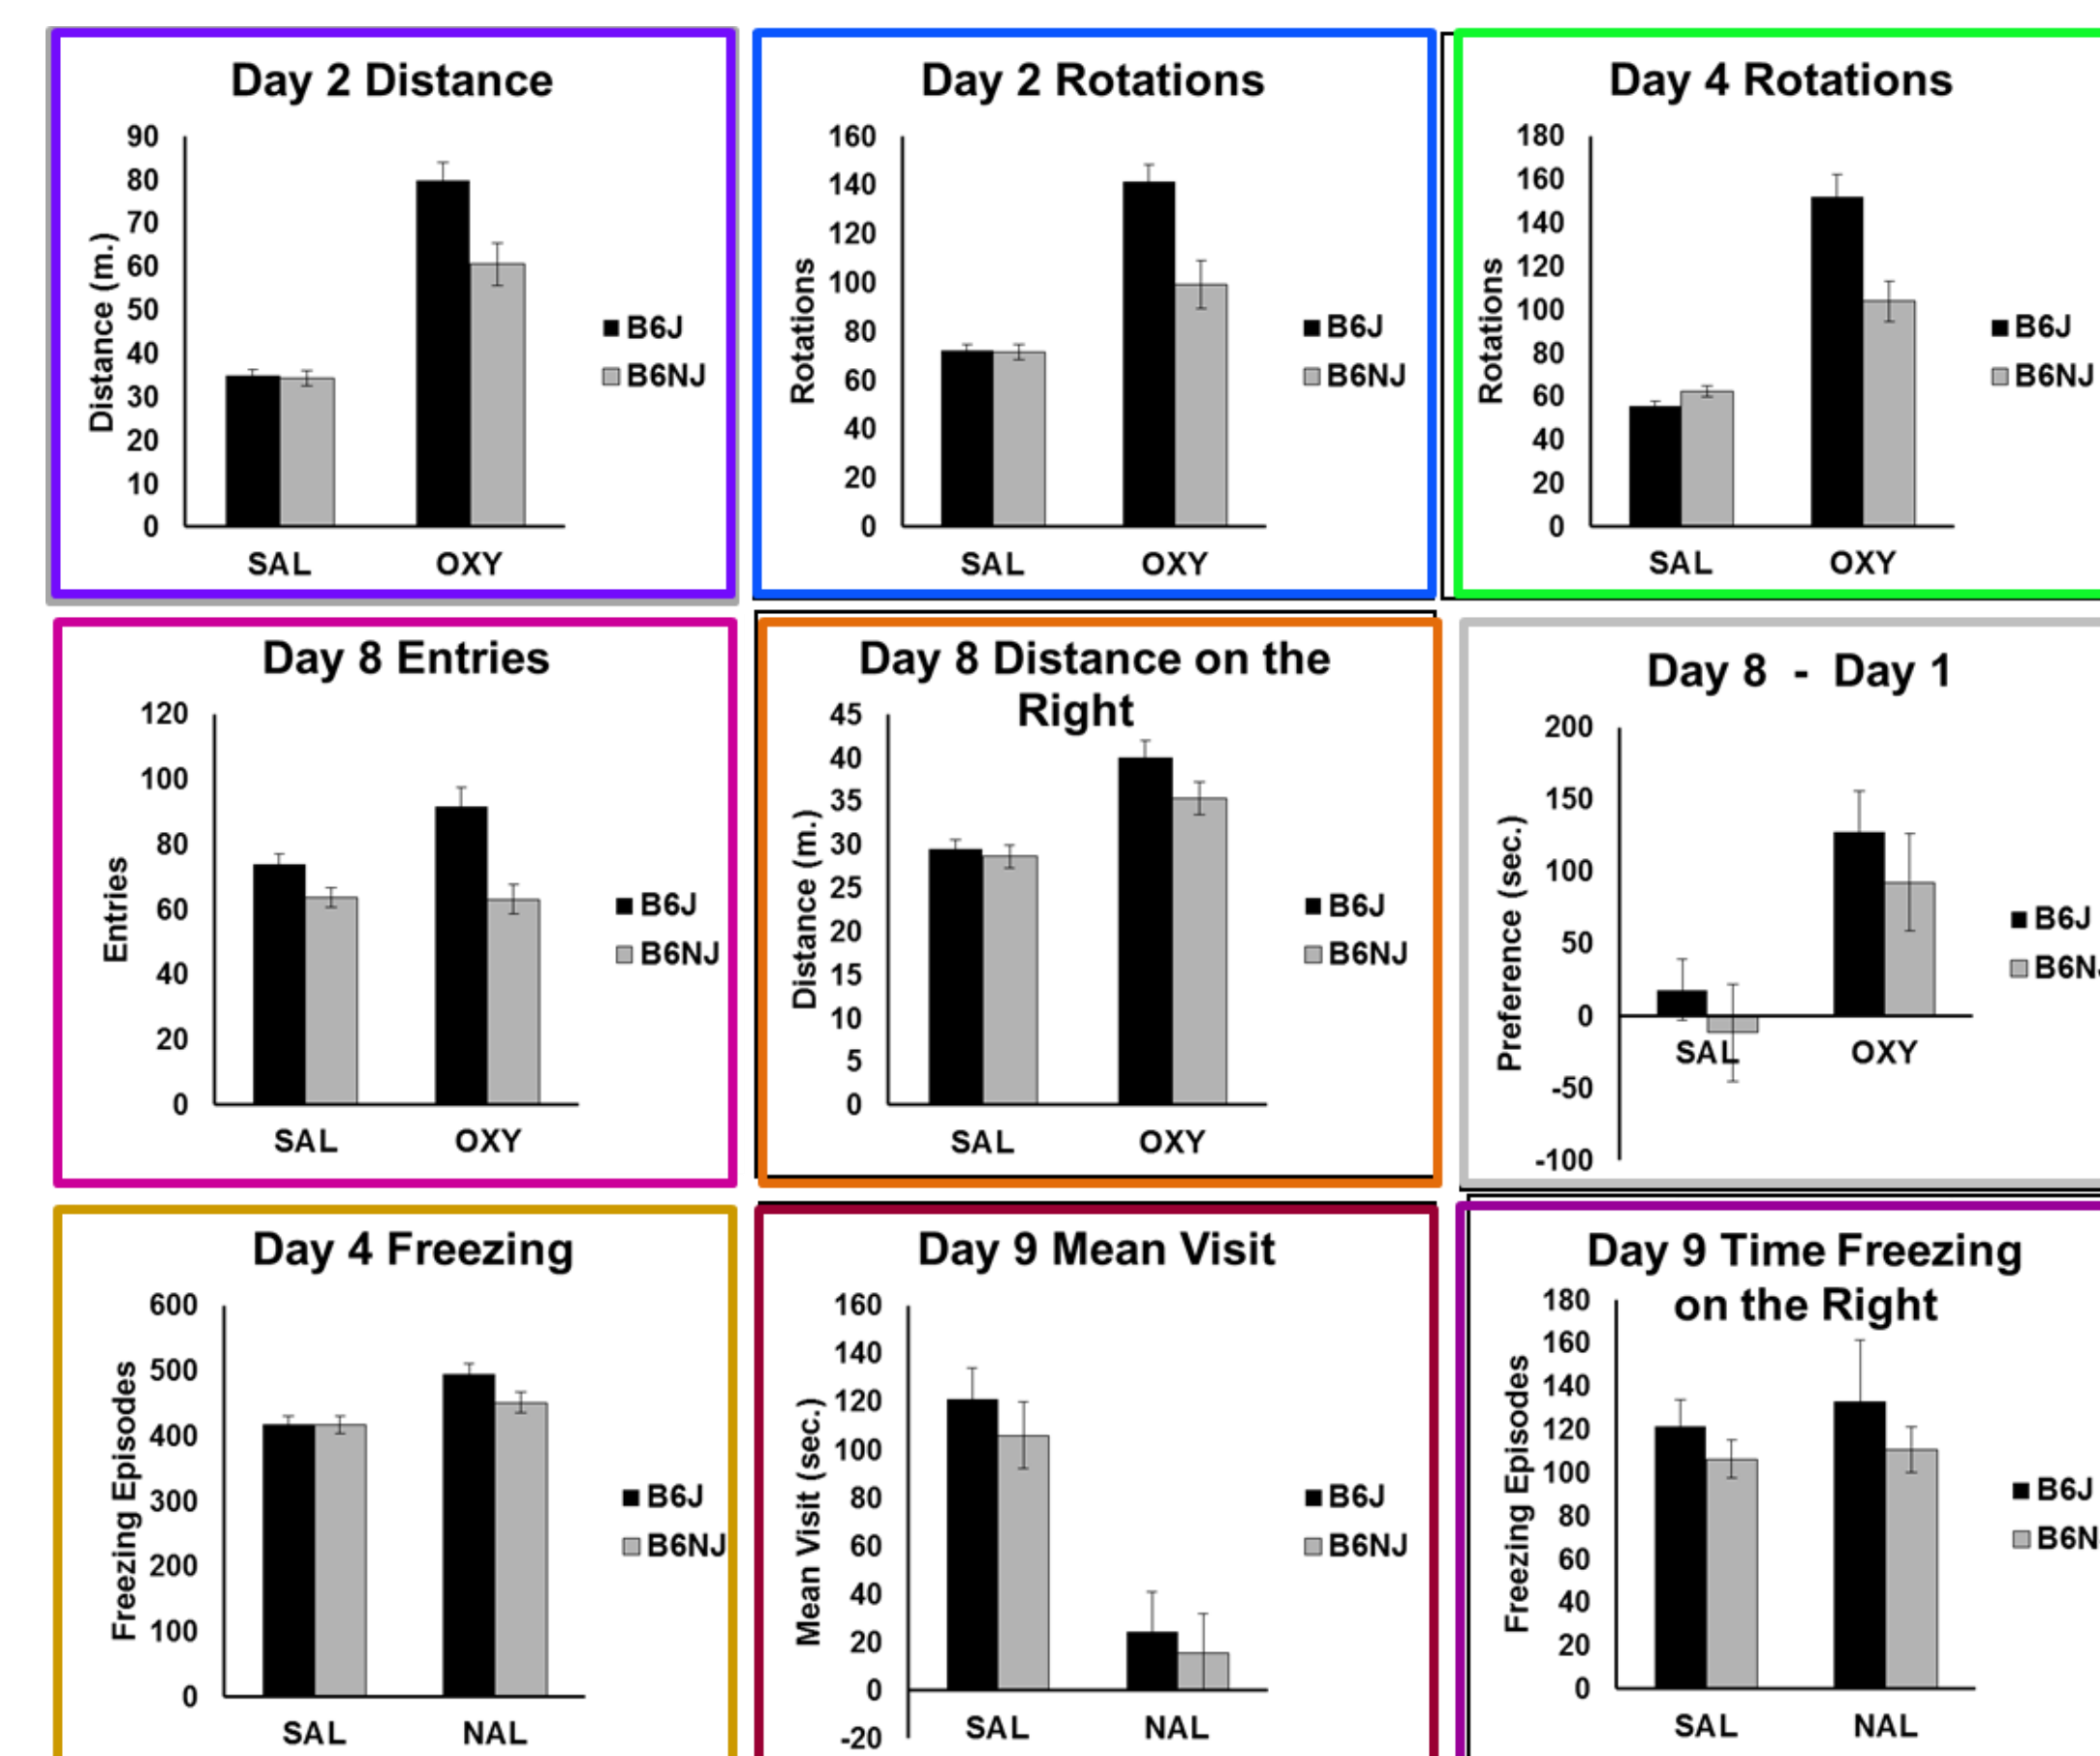 Day 2 Distance
90
80
70
60
50
40
30
20
10
0
Distance (m.)
SAL OXY
B6J
B6NJ
Day 2 Rotations
160
140
120
100
80
60
40
20
0
Rotations
SAL OXY
B6J
B6NJ
Day 4 Rotations
180
160
140
120
100
80
60
40
20
0
Rotations
SAL OXY
B6J
B6NJ
Day 8 Entries
120
100
80
60
40
20
0
Entries
SAL OXY
B6J
B6NJ
Day 8 Distance on the
Right
45
40
35
30
25
20
15
10
5
0
Distance (m.)
SAL OXY
B6J
B6NJ
Day 8 - Day 1
200
150
100
50
0
-50
-100
Preference (sec.)
SAL OXY
B6J
B6NJ
Day 4 Freezing
600
500
400
300
200
100
0
Freezing Episodes
SAL NAL
B6J
B6NJ
Day 9 Mean Visit
160
140
120
100
80
60
40
20
0
-20
Mean Visit (sec.)
SAL NAL
B6J
B6NJ
Day 9 Time Freezing
on the Right
180
160
140
120
100
80
60
40
20
0
Freezing Episodes
SAL NAL
B6J
B6N